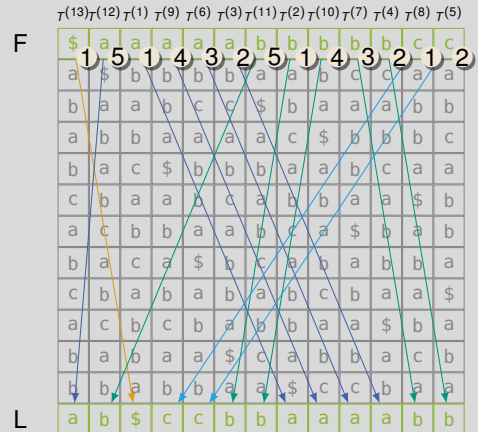 T(13) T(12) T(1) T(9) T(6) T(3) T(11) T(2) T(10) T(7) T(4) T(8) T(5)
F $ a a a a a b b b b b c c
1 5 1 4 3 2 5 1 4 3 2 1 2
a $ b b b b a a b c c a a
b a a b c c $ b a a a b b
a b b a a a a c $ b b b c
b a c $ b b b a a b c a a
c b a a b c a b b a a $ b
a c b b a a b c a $ b a b
b a c a $ b c a b a b b a
c b a b a b a b c b a a $
a c b c b a b b a a $ b a
b a b a a $ c a b b a c b
b b a b b a a $ c c b a a
L a b $ c c b b a a a a b b